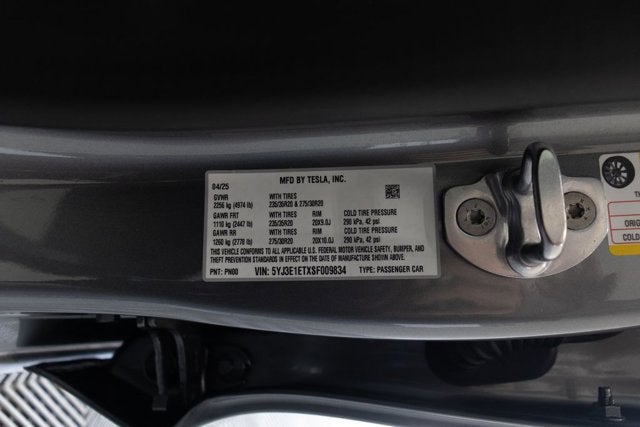 04/25 MFD BY TESLA, INC.
GVWR WITH TIRES
2256 kg (4974 lb) 235/35R20 & 275/30R20
GAWR FRT WITH TIRES RIM COLD TIRE PRESSURE
1110 kg (2447 lb) 235/35R20 20X9.0J 290 kPa, 42 psi
GAWR RR WITH TIRES RIM COLD TIRE PRESSURE
1260 kg (2778 lb) 275/30R20 20X10.0J 290 kPa, 42 psi
THIS VEHICLE CONFORMS TO ALL APPLICABLE U.S. FEDERAL MOTOR VEHICLE SAFETY, BUMPER, AND
THEFT PREVENTION STANDARDS IN EFFECT ON THE DATE OF MANUFACTURE SHOWN ABOVE.
PNT: PN00 VIN: 5YJ3E1ETXSF009834 TYPE: PASSENGER CAR
TH
ORIG
COLD